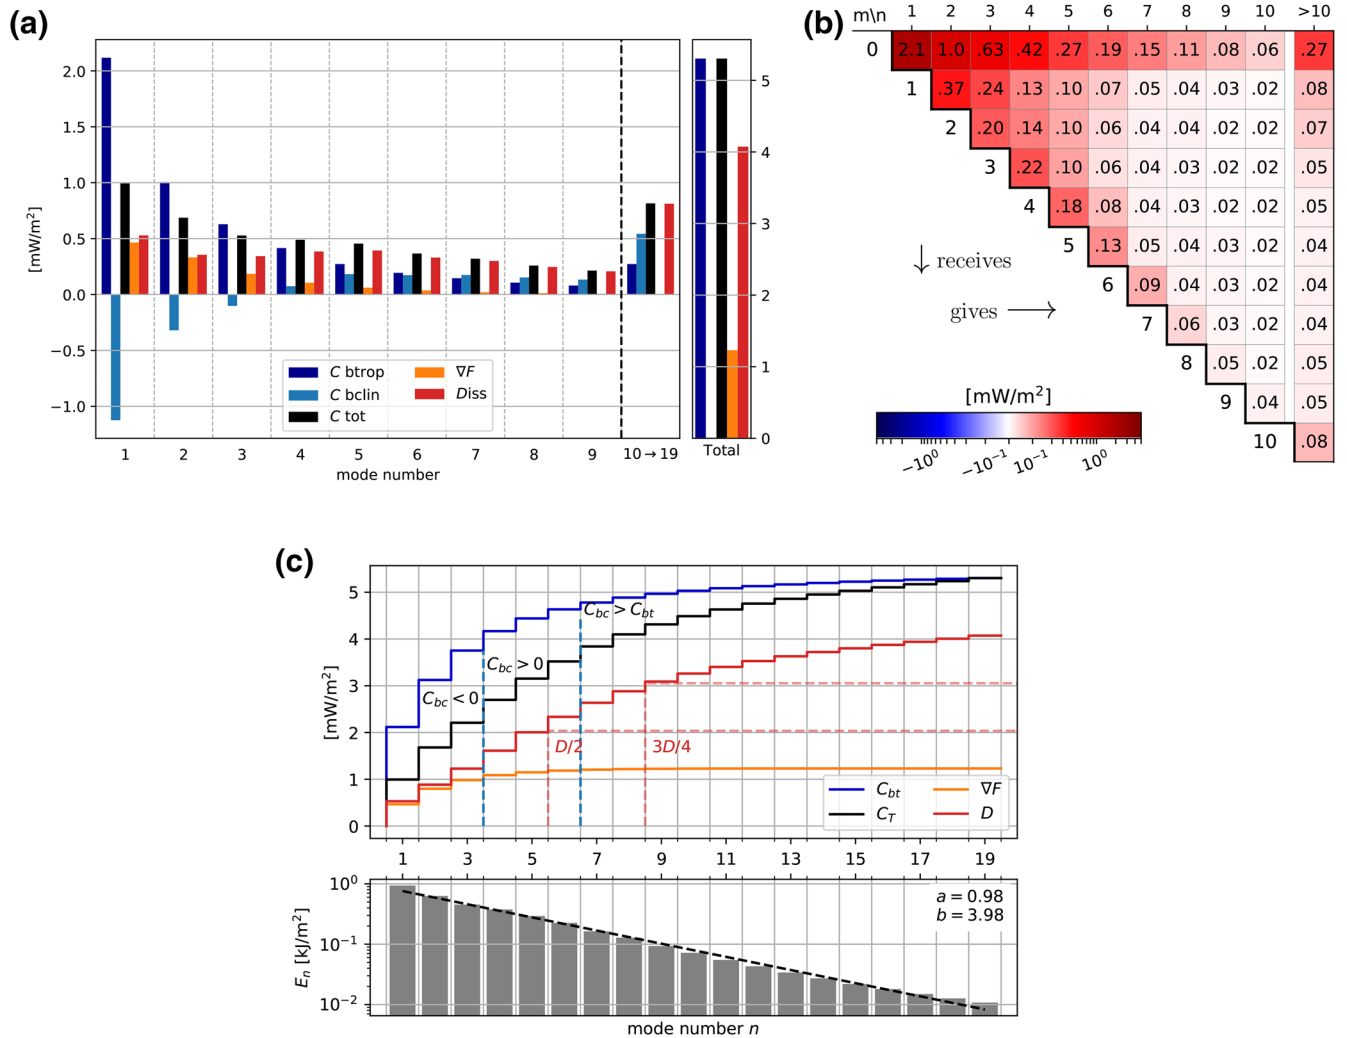 (a)
2.0
1.5
1.0
0.5
0.0
−0.5
−1.0
[mW/m²]
C btrop
C bclin
C tot
∇F
Diss
1 2 3 4 5 6 7 8 9 10→19
mode number
5
4
3
2
1
0
Total
(b)
m\n 1 2 3 4 5 6 7 8 9 10 >10
0 2.1 1.0 .63 .42 .27 .19 .15 .11 .08 .06 .27
1 .37 .24 .13 .10 .07 .05 .04 .03 .02 .08
2 .20 .14 .10 .06 .04 .04 .02 .02 .07
3 .22 .10 .06 .04 .03 .02 .02 .05
4 .18 .08 .04 .03 .02 .02 .05
5 .13 .05 .04 .03 .02 .04
6 .09 .04 .03 .02 .04
7 .06 .03 .02 .04
8 .05 .02 .05
9 .04 .05
10 .08
↓ receives
gives →
[mW/m²]
−10⁰ −10⁻¹ 10⁻¹ 10⁰
(c)
5
4
3
2
1
0
[mW/m²]
C_bc > C_bt
C_bc > 0
C_bc < 0
D/2
3D/4
C_bt
C_T
∇F
D
1 3 5 7 9 11 13 15 17 19
10⁰
10⁻¹
10⁻²
E_n [kJ/m²]
a = 0.98
b = 3.98
mode number n